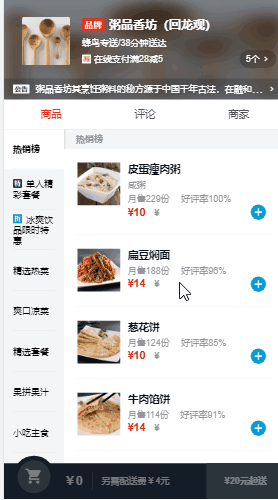 品牌 粥品香坊（回龙观）
蜂鸟专送/38分钟送达
减 在线支付满28减5
5个 >
公告 粥品香坊其烹饪粥料的秘方源于中国千年古法，在融和... >
商品 评论 商家
热销榜
单人精彩套餐
冰爽饮品限时特惠
精选热菜
爽口凉菜
精选套餐
果拼果汁
小吃主食
热销榜
皮蛋瘦肉粥
咸粥
月售229份 好评率100%
¥10 ¥
扁豆焖面
月售188份 好评率96%
¥14 ¥
葱花饼
月售124份 好评率85%
¥10 ¥
牛肉馅饼
月售114份 好评率91%
¥14 ¥
¥0 另需配送费¥4元 ¥20元起送